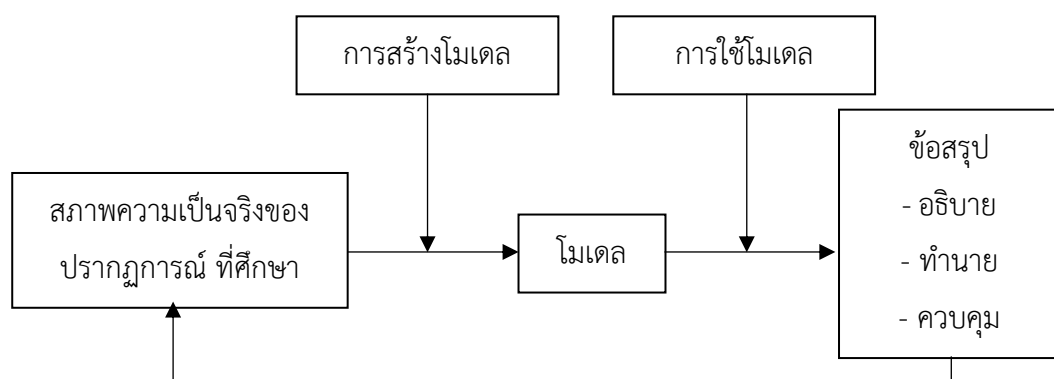 การสร้างโมเดล
การใช้โมเดล
สภาพความเป็นจริงของ
ปรากฏการณ์ ที่ศึกษา
โมเดล
ข้อสรุป
- อธิบาย
- ทำนาย
- ควบคุม